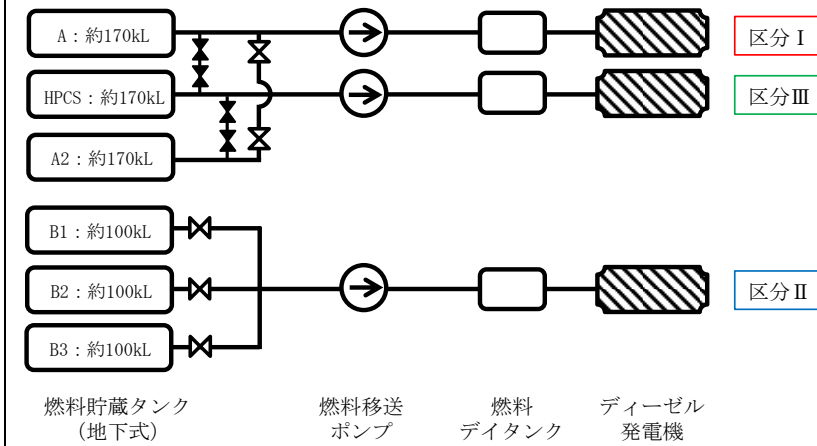 A：約170kL
区分Ⅰ
HPCS：約170kL
区分Ⅲ
A2：約170kL
B1：約100kL
B2：約100kL
区分Ⅱ
B3：約100kL
燃料貯蔵タンク
（地下式）
燃料移送
ポンプ
燃料
デイタンク
ディーゼル
発電機